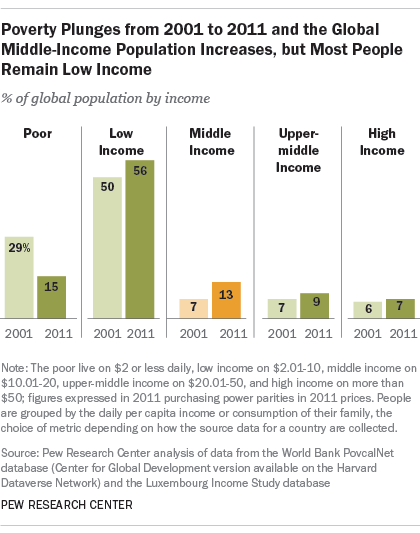 Poverty Plunges from 2001 to 2011 and the Global
Middle-Income Population Increases, but Most People
Remain Low Income
% of global population by income
Poor
Low
Income
Middle
Income
Upper-
middle
Income
High
Income
29%
15
50
56
7
13
7
9
6
7
2001 2011
2001 2011
2001 2011
2001 2011
2001 2011
Note: The poor live on $2 or less daily, low income on $2.01-10, middle income on
$10.01-20, upper-middle income on $20.01-50, and high income on more than
$50; figures expressed in 2011 purchasing power parities in 2011 prices. People
are grouped by the daily per capita income or consumption of their family, the
choice of metric depending on how the source data for a country are collected.
Source: Pew Research Center analysis of data from the World Bank PovcalNet
database (Center for Global Development version available on the Harvard
Dataverse Network) and the Luxembourg Income Study database
PEW RESEARCH CENTER